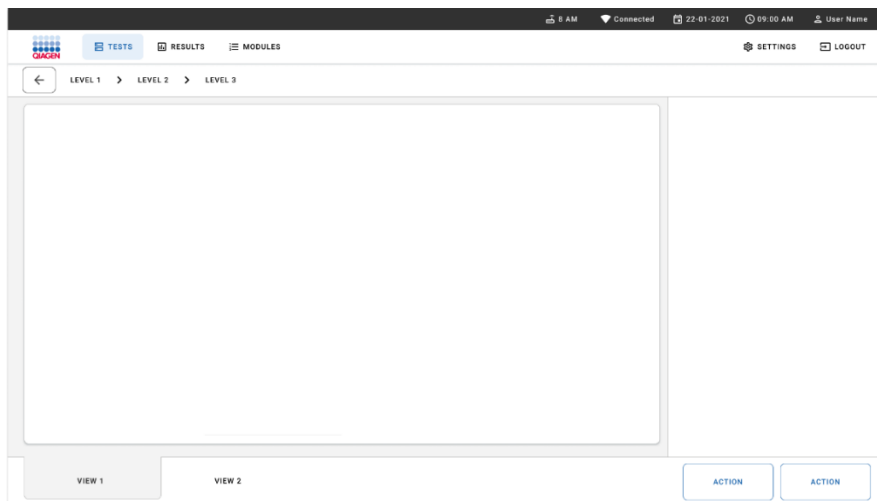 8 AM Connected 22-01-2021 09:00 AM User Name
QIAGEN TESTS RESULTS MODULES SETTINGS LOGOUT
LEVEL 1 > LEVEL 2 > LEVEL 3
VIEW 1 VIEW 2 ACTION ACTION